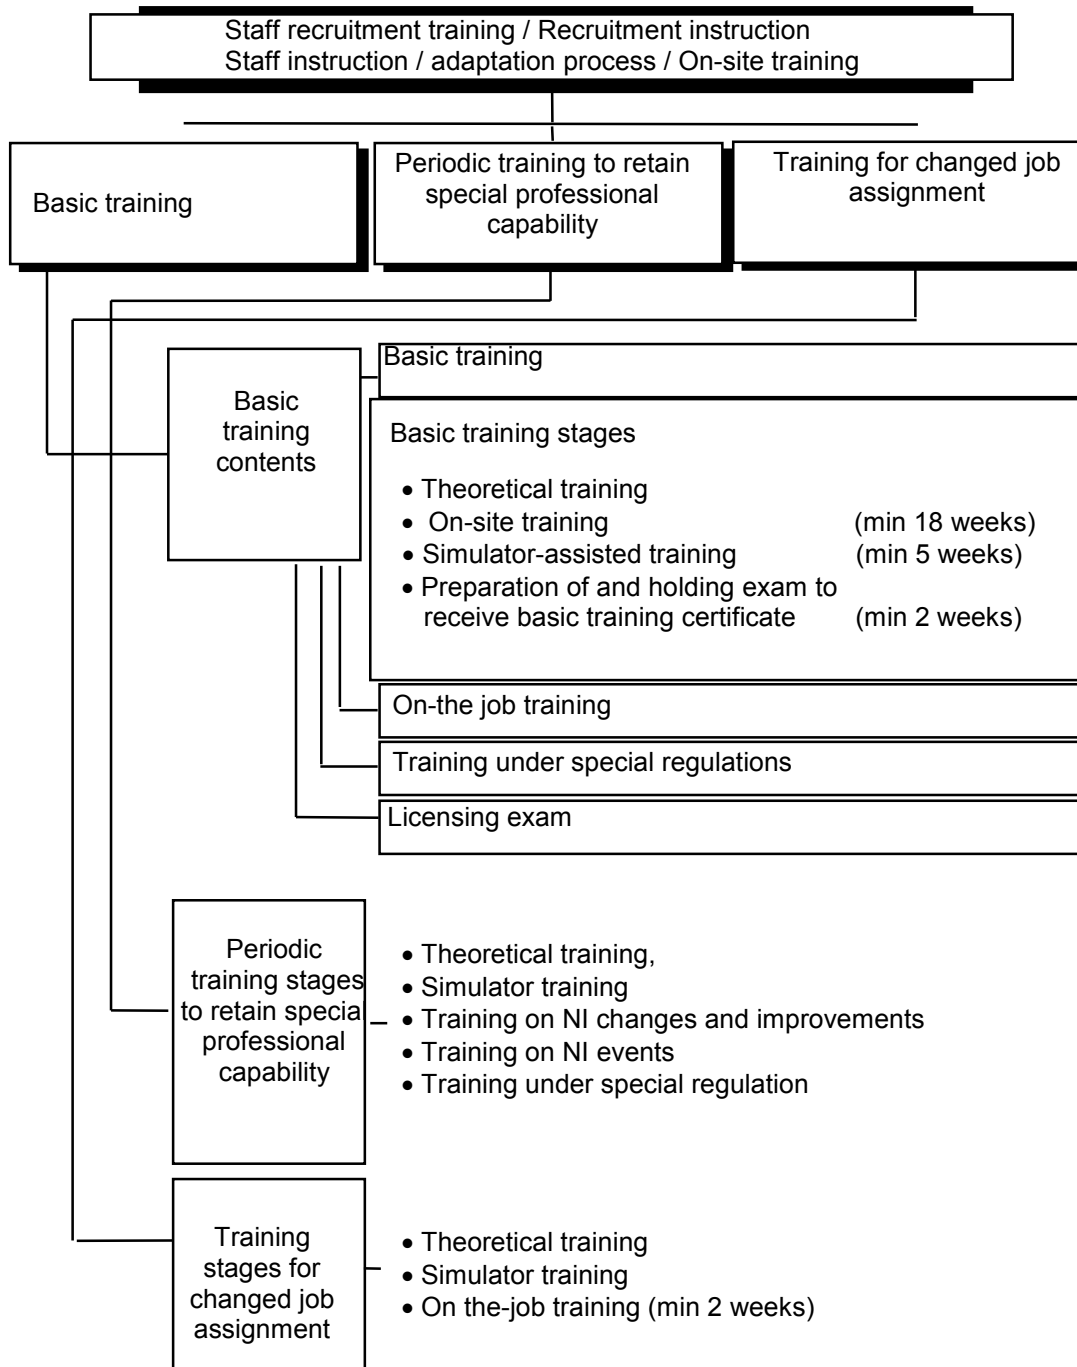 Staff recruitment training / Recruitment instruction
Staff instruction / adaptation process / On-site training
Basic training
Periodic training to retain
special professional
capability
Training for changed job
assignment
Basic
training
contents
Basic training
Basic training stages
• Theoretical training
• On-site training (min 18 weeks)
• Simulator-assisted training (min 5 weeks)
• Preparation of and holding exam to
receive basic training certificate (min 2 weeks)
On-the job training
Training under special regulations
Licensing exam
Periodic
training stages
to retain special
professional
capability
• Theoretical training,
• Simulator training
• Training on NI changes and improvements
• Training on NI events
• Training under special regulation
Training
stages for
changed job
assignment
• Theoretical training
• Simulator training
• On the-job training (min 2 weeks)